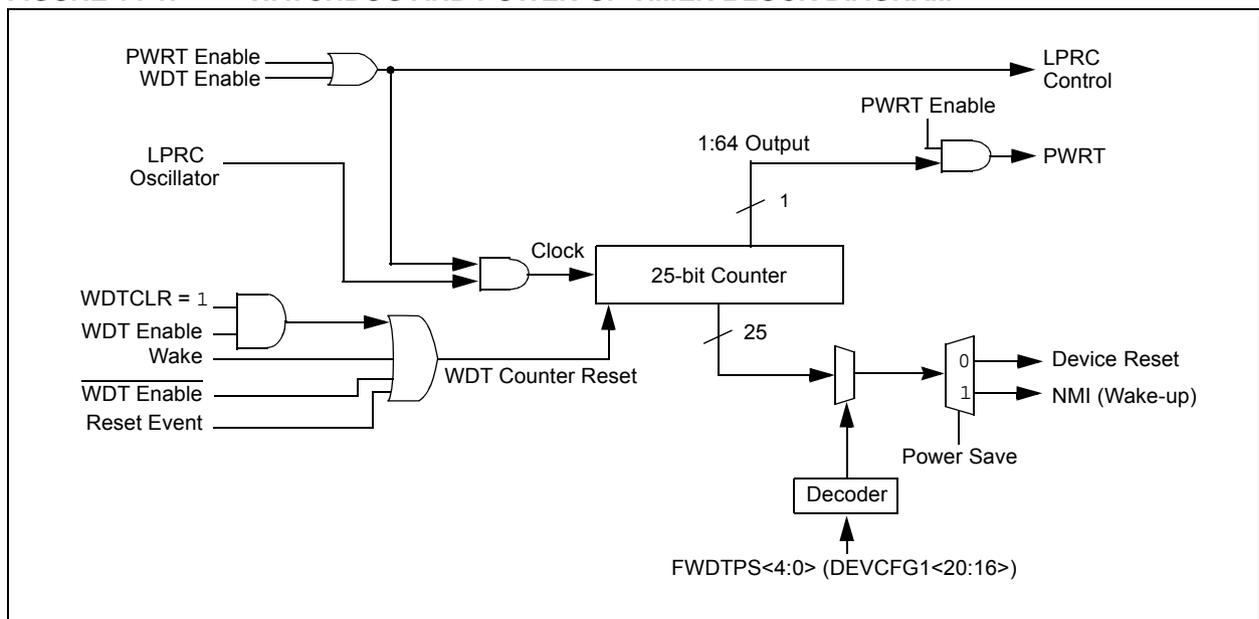 PWRT Enable
WDT Enable
LPRC
Control
PWRT Enable
1:64 Output
PWRT
LPRC
Oscillator
1
Clock
25-bit Counter
WDTCLR = 1
WDT Enable
Wake
WDT Enable
Reset Event
WDT Counter Reset
25
0
1
Device Reset
NMI (Wake-up)
Power Save
Decoder
FWDTPS<4:0> (DEVCFG1<20:16>)